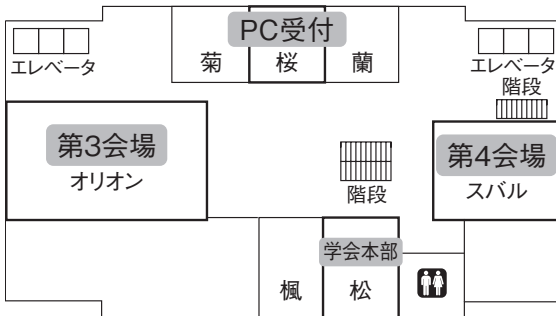 PC受付
菊
桜
蘭
エレベータ
エレベータ
階段
第3会場
オリオン
第4会場
スバル
階段
学会本部
楓
松